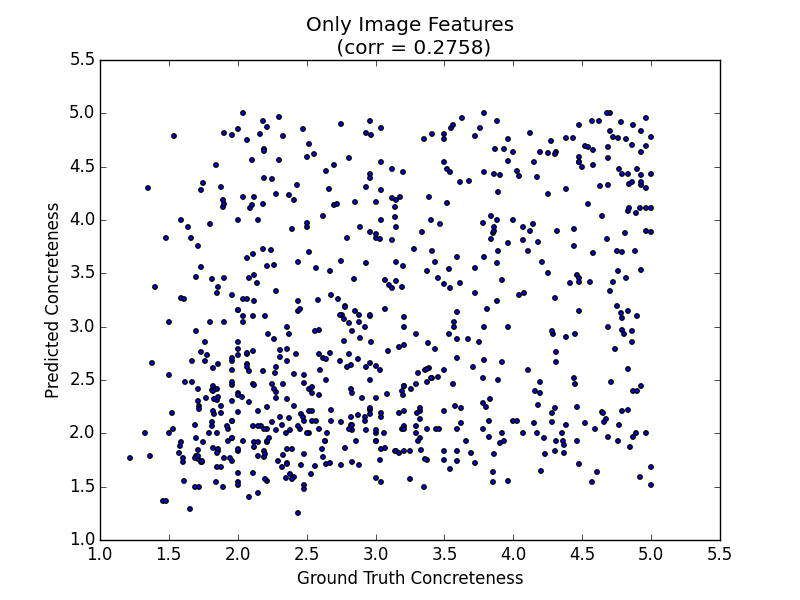 Only Image Features
(corr = 0.2758)
5.5
5.0
4.5
4.0
3.5
3.0
2.5
2.0
1.5
1.0
Predicted Concreteness
1.0 1.5 2.0 2.5 3.0 3.5 4.0 4.5 5.0 5.5
Ground Truth Concreteness